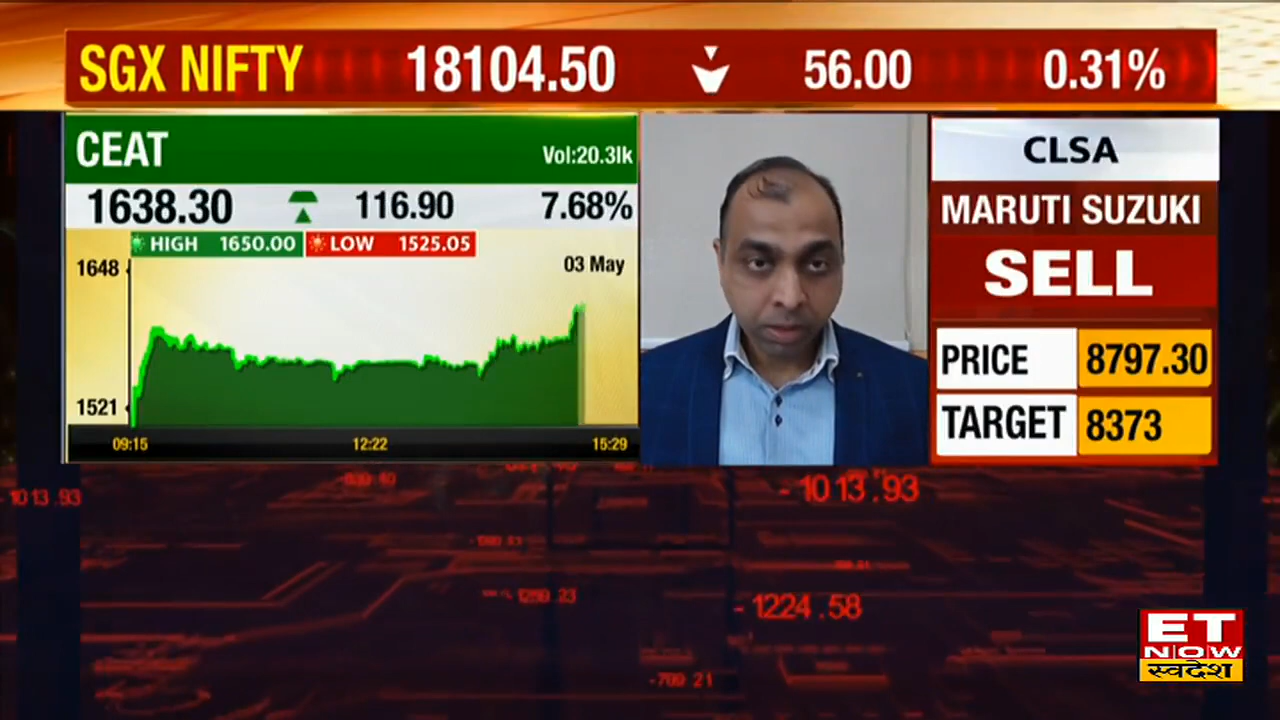 SGX NIFTY 18104.50 56.00 0.31%
CEAT Vol:20.3lk
1638.30 116.90 7.68%
HIGH 1650.00 LOW 1525.05
1648 03 May
1521
09:15 12:22 15:29
CLSA
MARUTI SUZUKI
SELL
PRICE 8797.30
TARGET 8373
- 1013.93
- 1013.93
- 1224.58
ET
NOW
स्वदेश